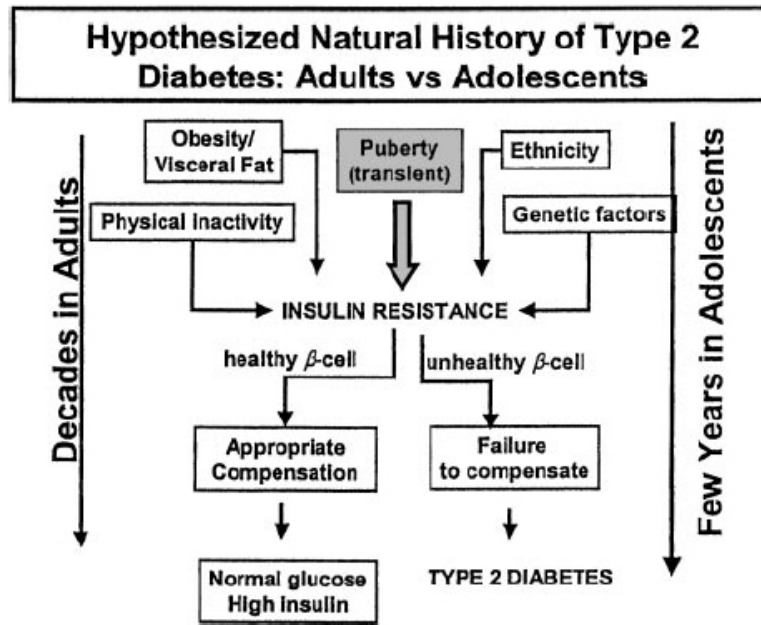 Hypothesized Natural History of Type 2
Diabetes: Adults vs Adolescents
Decades in Adults
Obesity/
Visceral Fat
Puberty
(transient)
Ethnicity
Physical inactivity
Genetic factors
Few Years in Adolescents
INSULIN RESISTANCE
healthy β-cell
unhealthy β-cell
Appropriate
Compensation
Failure
to compensate
Normal glucose
High insulin
TYPE 2 DIABETES